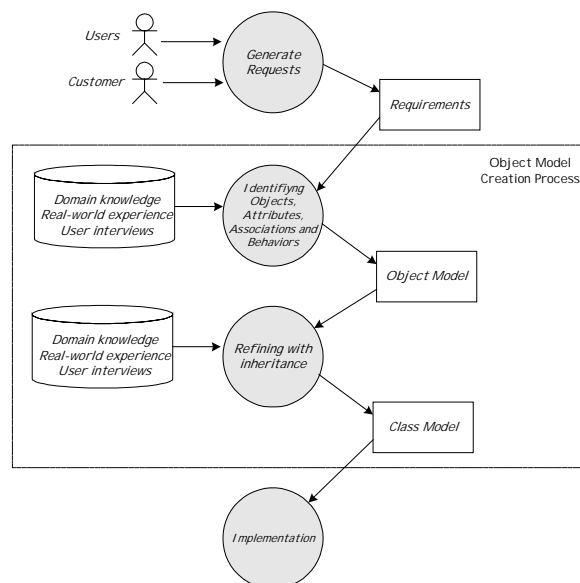 Users
Generate
Requests
Customer
Requirements
Object Model
Creation Process
Domain knowledge
Real-world experience
User interviews
Identifiyng
Objects,
Attributes,
Associations and
Behaviors
Object Model
Domain knowledge
Real-world experience
User interviews
Refining with
inheritance
Class Model
Implementation